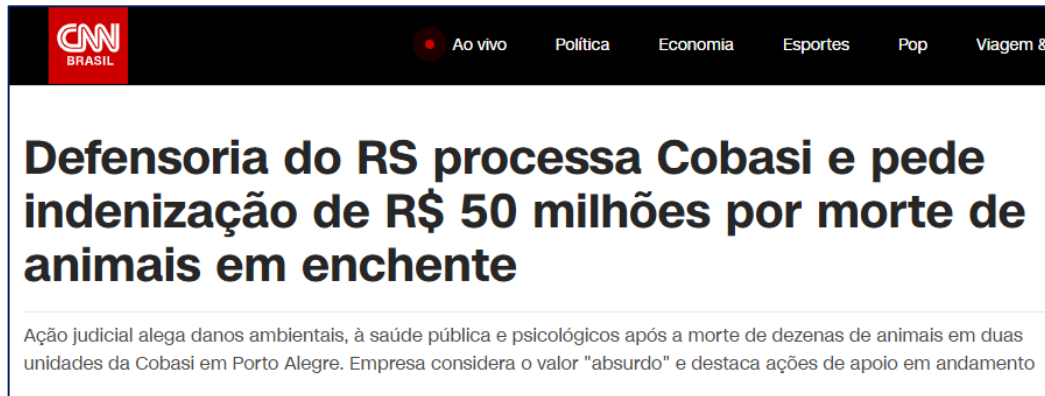 CNN
BRASIL
Ao vivo Política Economia Esportes Pop Viagem &
Defensoria do RS processa Cobasi e pede
indenização de R$ 50 milhões por morte de
animais em enchente
Ação judicial alega danos ambientais, à saúde pública e psicológicos após a morte de dezenas de animais em duas
unidades da Cobasi em Porto Alegre. Empresa considera o valor "absurdo" e destaca ações de apoio em andamento